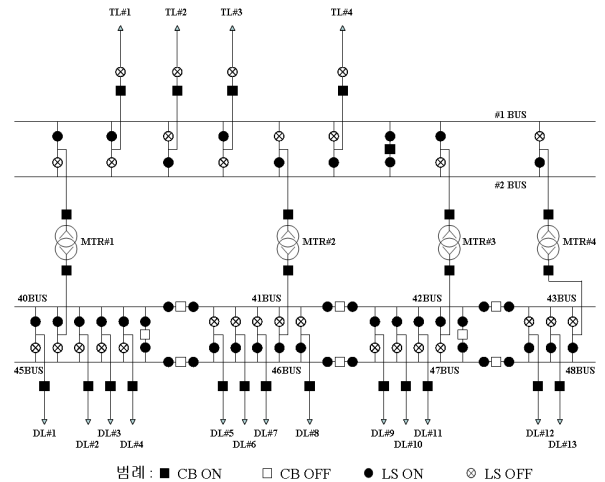 TL#1 TL#2 TL#3 TL#4
#1 BUS
#2 BUS
MTR#1 MTR#2 MTR#3 MTR#4
40BUS 41BUS 42BUS 43BUS
45BUS 46BUS 47BUS 48BUS
DL#1 DL#3 DL#5 DL#7 DL#8 DL#9 DL#11 DL#12
DL#2 DL#4 DL#6 DL#10 DL#13
범례 : CB ON CB OFF LS ON LS OFF